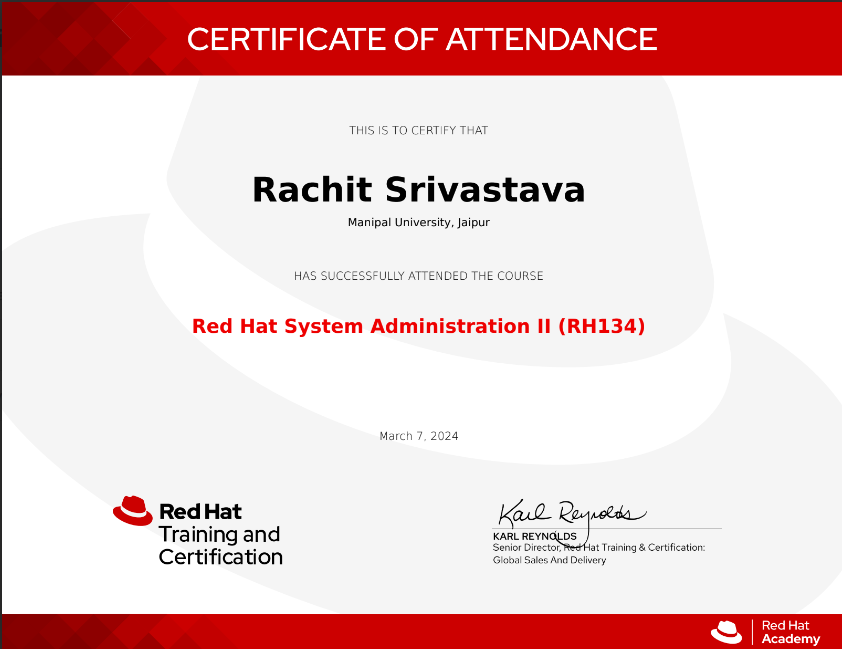 CERTIFICATE OF ATTENDANCE
THIS IS TO CERTIFY THAT
Rachit Srivastava
Manipal University, Jaipur
HAS SUCCESSFULLY ATTENDED THE COURSE
Red Hat System Administration II (RH134)
March 7, 2024
Red Hat
Training and
Certification
Karl Reynolds
KARL REYNOLDS
Senior Director, Red Hat Training & Certification:
Global Sales And Delivery
Red Hat
Academy